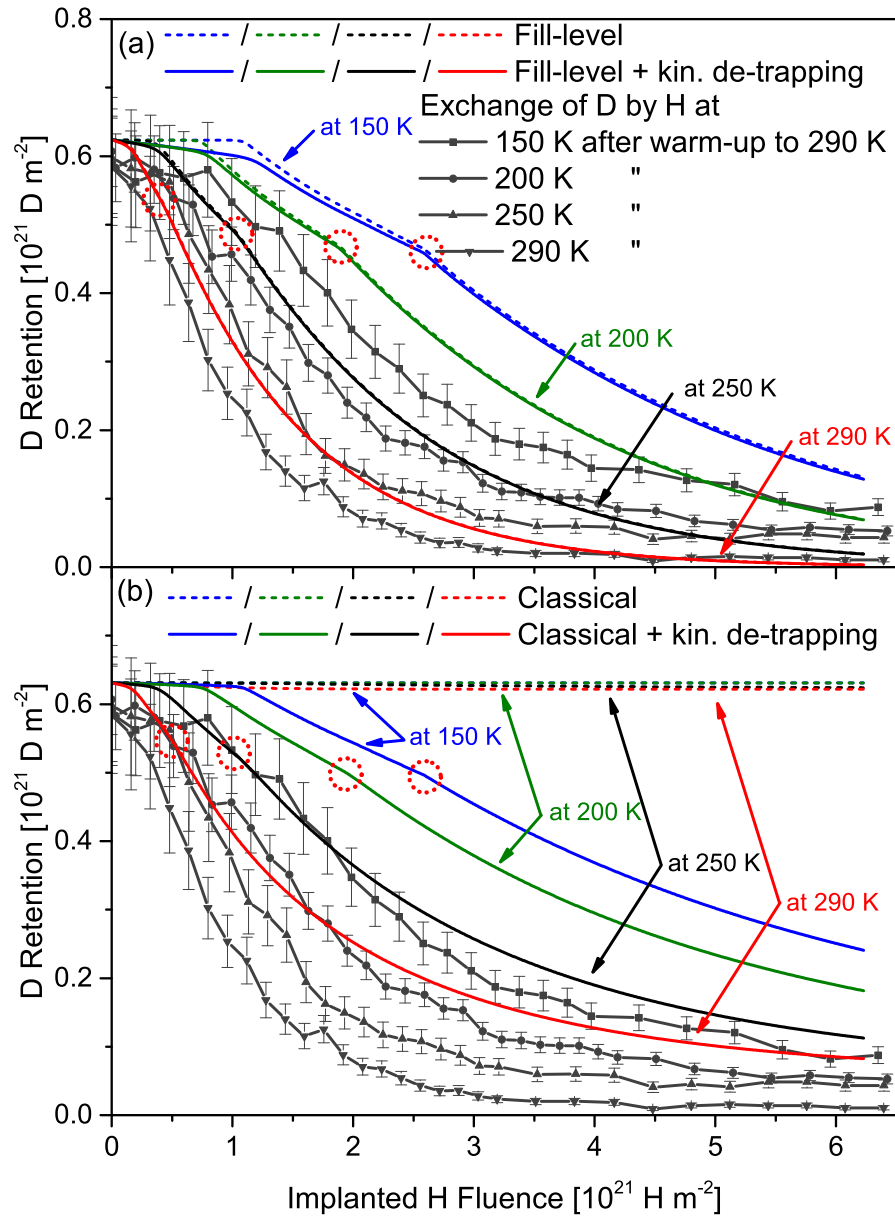 (a) / / / Fill-level
/ / / Fill-level + kin. de-trapping
Exchange of D by H at
150 K after warm-up to 290 K
200 K "
250 K "
290 K "
at 150 K
at 200 K
at 250 K
at 290 K
0.8
0.6
0.4
0.2
0.0
D Retention [10²¹ D m⁻²]
(b) / / / Classical
/ / / Classical + kin. de-trapping
at 150 K
at 200 K
at 250 K
at 290 K
0.6
0.4
0.2
0.0
D Retention [10²¹ D m⁻²]
0 1 2 3 4 5 6
Implanted H Fluence [10²¹ H m⁻²]